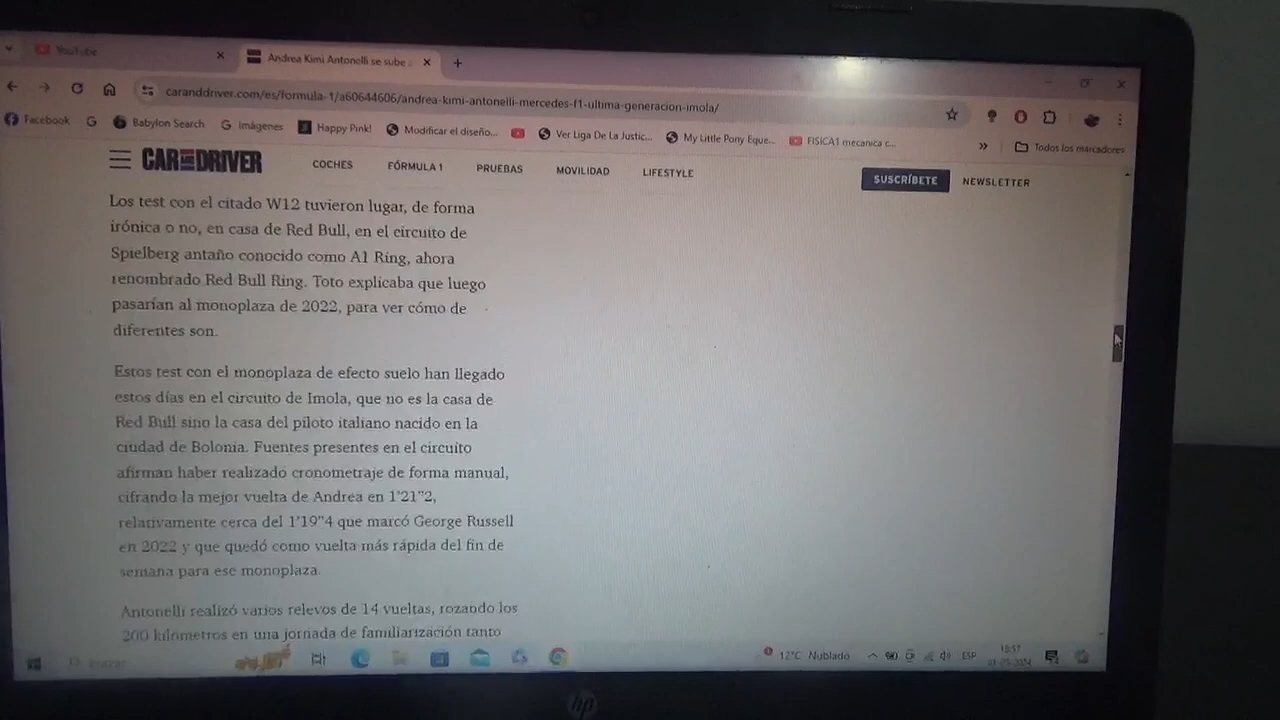 YouTube
Andrea Kimi Antonelli se sube
caranddriver.com/es/formula-1/a60644606/andrea-kimi-antonelli-mercedes-f1-ultima-generacion-imola/
Facebook G Babylon Search G Imágenes Happy Pink! Modificar el diseño... Ver Liga De La Justic... My Little Pony Eque... FISICA1 mecanica c... » Todos los marcadores
CAR AND DRIVER COCHES FÓRMULA 1 PRUEBAS MOVILIDAD LIFESTYLE SUSCRÍBETE NEWSLETTER
Los test con el citado W12 tuvieron lugar, de forma
irónica o no, en casa de Red Bull, en el circuito de
Spielberg antaño conocido como A1 Ring, ahora
renombrado Red Bull Ring. Toto explicaba que luego
pasarían al monoplaza de 2022, para ver cómo de
diferentes son.
Estos test con el monoplaza de efecto suelo han llegado
estos días en el circuito de Imola, que no es la casa de
Red Bull sino la casa del piloto italiano nacido en la
ciudad de Bolonia. Fuentes presentes en el circuito
afirman haber realizado cronometraje de forma manual,
cifrando la mejor vuelta de Andrea en 1'21"2,
relativamente cerca del 1'19"4 que marcó George Russell
en 2022 y que quedó como vuelta más rápida del fin de
semana para ese monoplaza.
Antonelli realizó varios relevos de 14 vueltas, rozando los
200 kilómetros en una jornada de familiarización tanto
Buscar 12°C Nublado ESP 18:57
hp